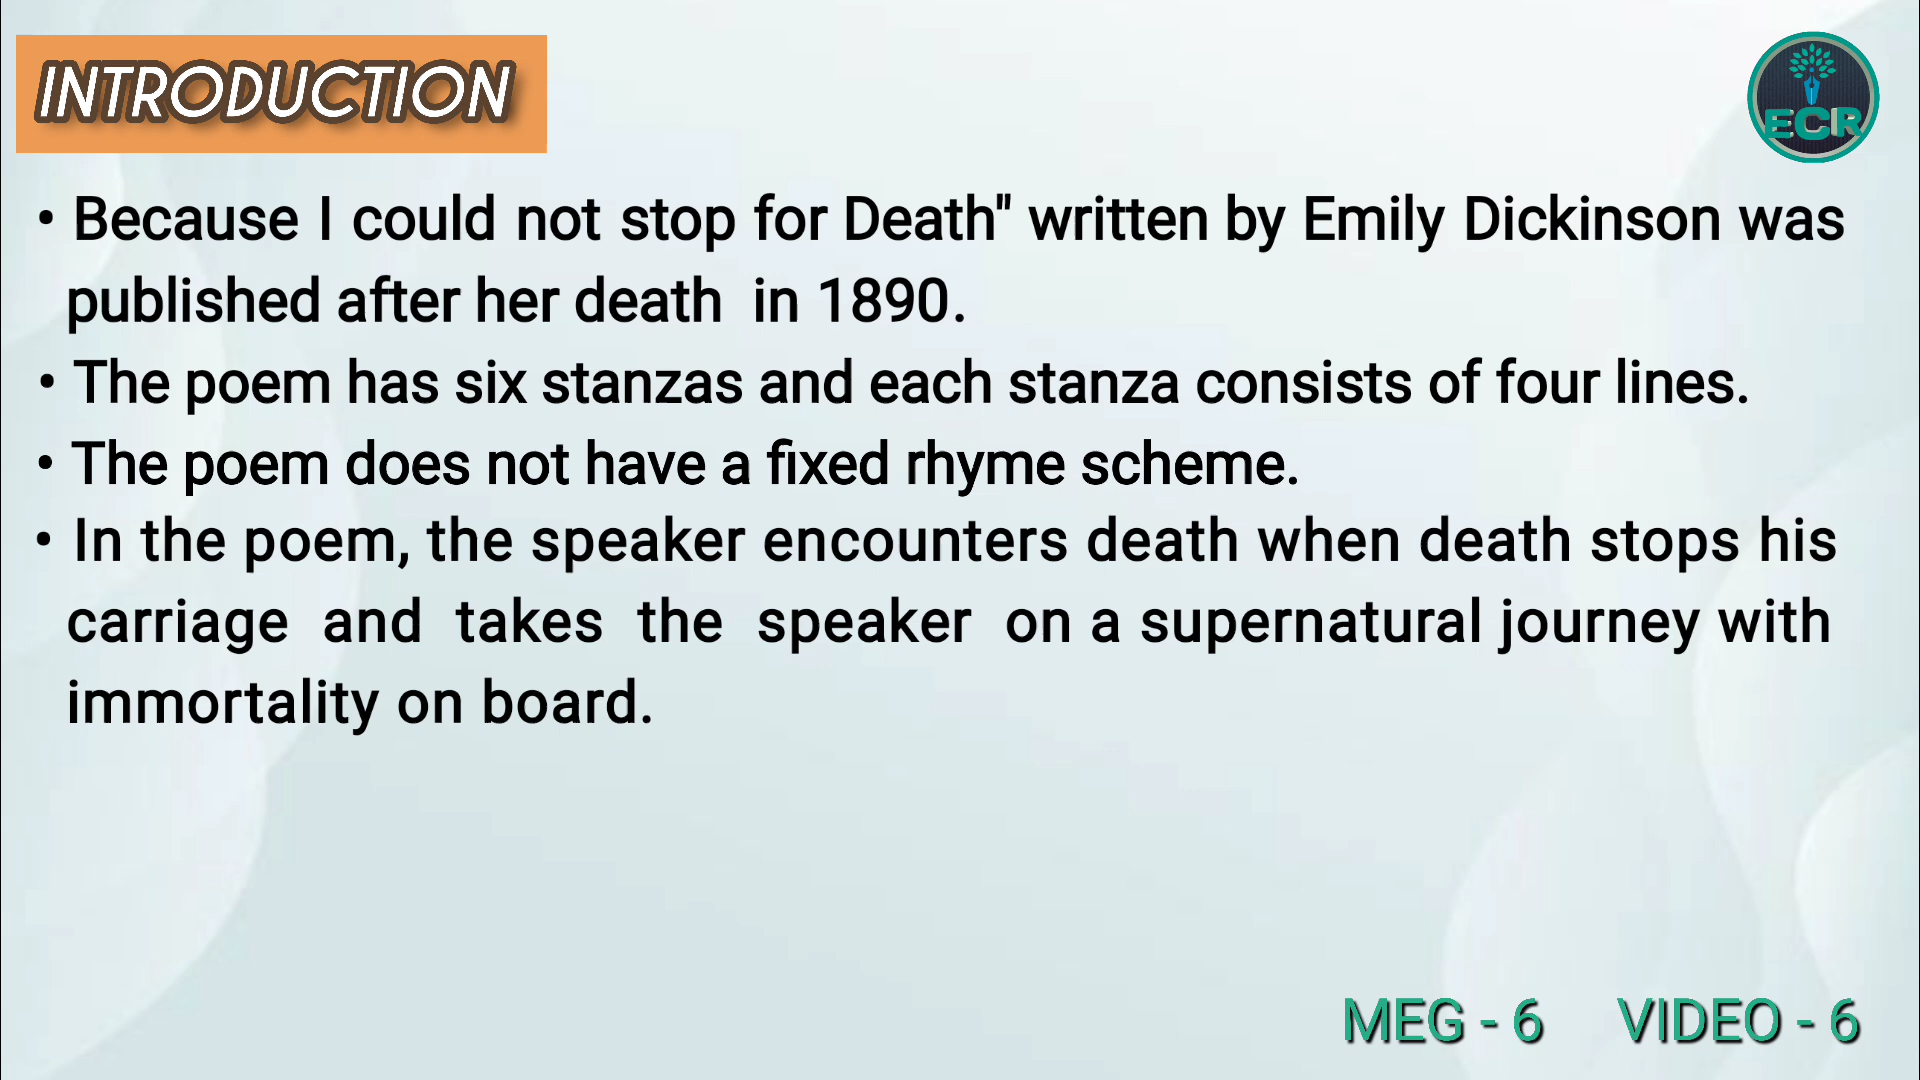 INTRODUCTION
ECR
• Because I could not stop for Death" written by Emily Dickinson was
published after her death in 1890.
• The poem has six stanzas and each stanza consists of four lines.
• The poem does not have a fixed rhyme scheme.
• In the poem, the speaker encounters death when death stops his
carriage and takes the speaker on a supernatural journey with
immortality on board.
MEG - 6 VIDEO - 6